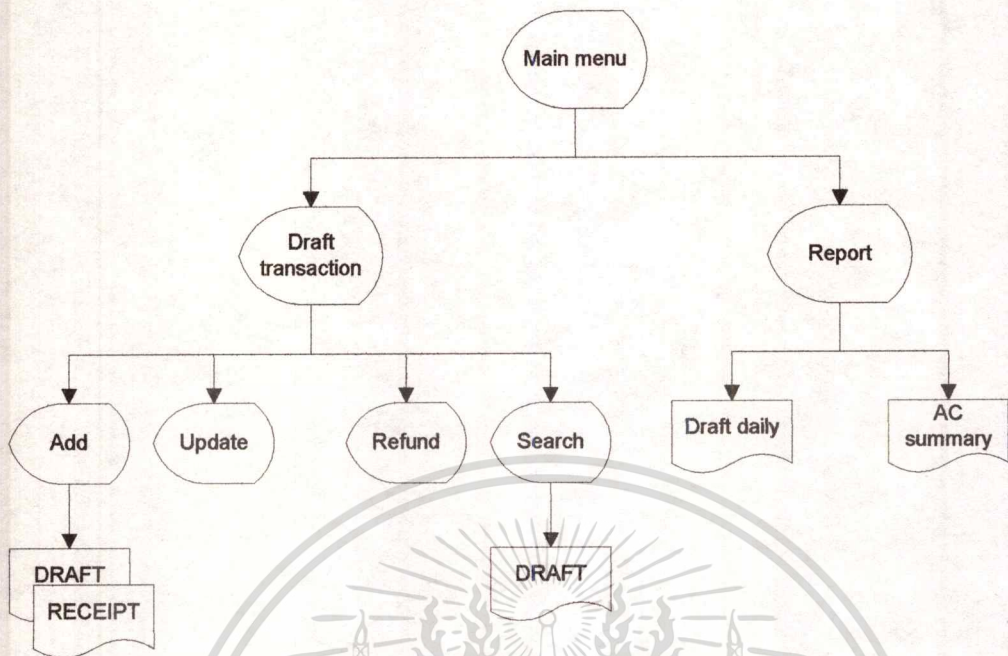 Main menu
Draft
transaction
Report
Add
Update
Refund
Search
Draft daily
AC
summary
DRAFT
RECEIPT
DRAFT